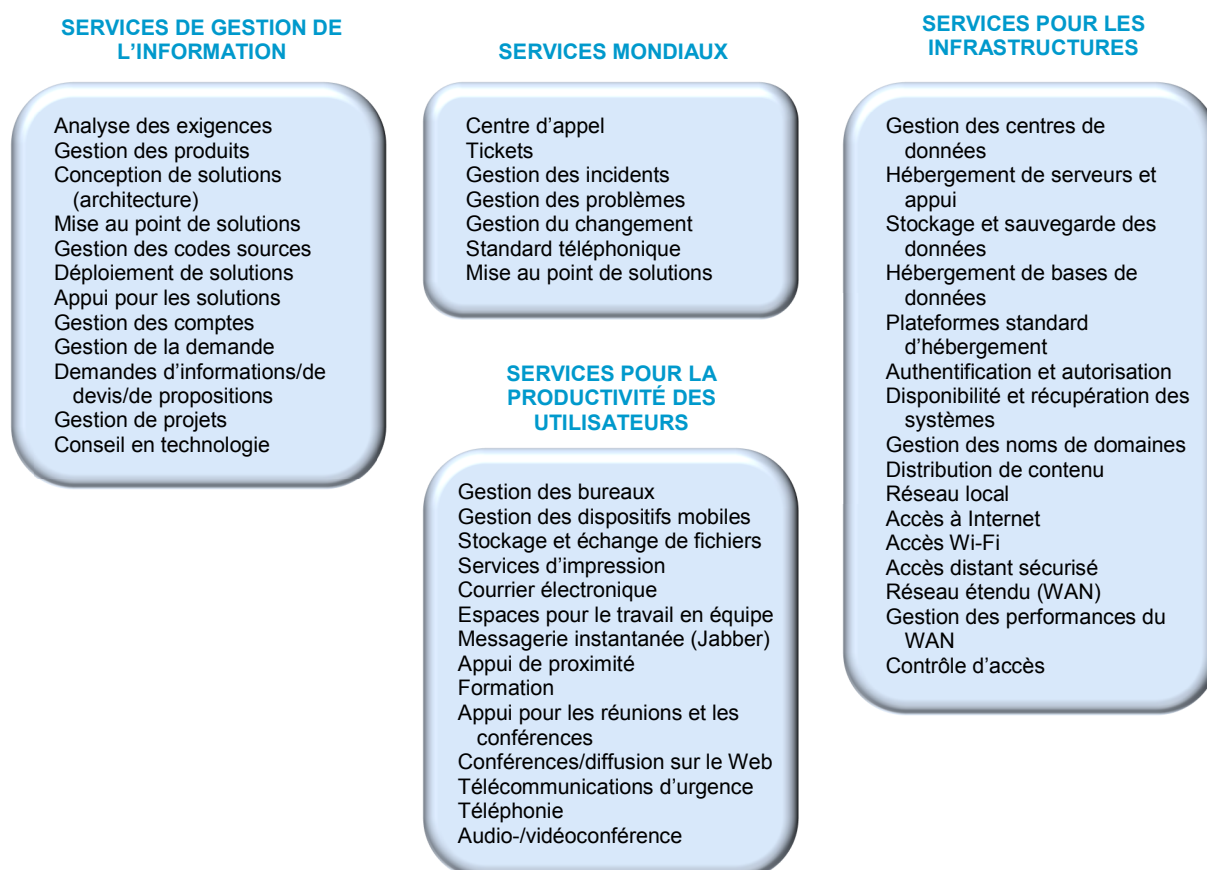 SERVICES DE GESTION DE
L’INFORMATION
Analyse des exigences
Gestion des produits
Conception de solutions
(architecture)
Mise au point de solutions
Gestion des codes sources
Déploiement de solutions
Appui pour les solutions
Gestion des comptes
Gestion de la demande
Demandes d’informations/de
devis/de propositions
Gestion de projets
Conseil en technologie
SERVICES MONDIAUX
Centre d’appel
Tickets
Gestion des incidents
Gestion des problèmes
Gestion du changement
Standard téléphonique
Mise au point de solutions
SERVICES POUR LA
PRODUCTIVITÉ DES
UTILISATEURS
Gestion des bureaux
Gestion des dispositifs mobiles
Stockage et échange de fichiers
Services d’impression
Courrier électronique
Espaces pour le travail en équipe
Messagerie instantanée (Jabber)
Appui de proximité
Formation
Appui pour les réunions et les
conférences
Conférences/diffusion sur le Web
Télécommunications d’urgence
Téléphonie
Audio-/vidéoconférence
SERVICES POUR LES
INFRASTRUCTURES
Gestion des centres de
données
Hébergement de serveurs et
appui
Stockage et sauvegarde des
données
Hébergement de bases de
données
Plateformes standard
d’hébergement
Authentification et autorisation
Disponibilité et récupération des
systèmes
Gestion des noms de domaines
Distribution de contenu
Réseau local
Accès à Internet
Accès Wi-Fi
Accès distant sécurisé
Réseau étendu (WAN)
Gestion des performances du
WAN
Contrôle d’accès